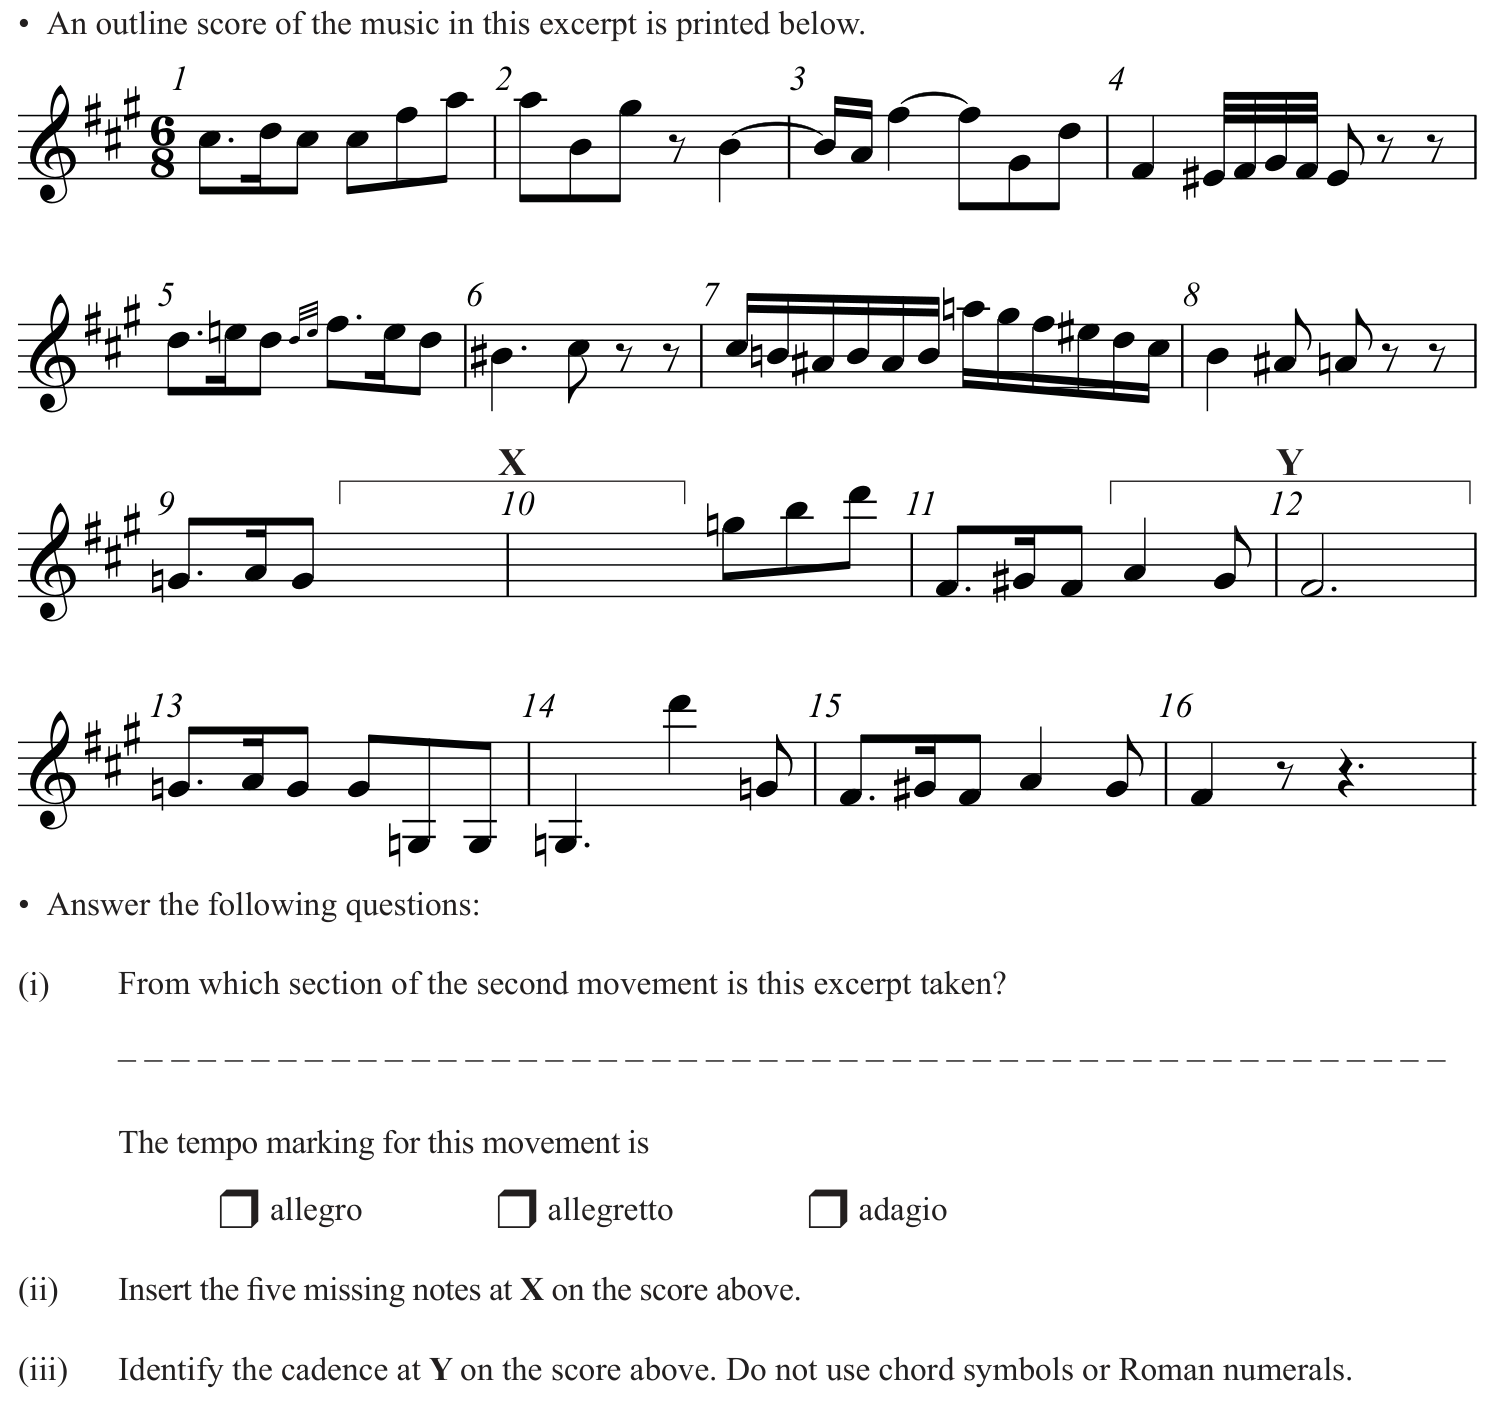 • An outline score of the music in this excerpt is printed below.
1 2 3 4
6
8
5 6 7 8
X Y
9 10 11 12
13 14 15 16
• Answer the following questions:
(i) From which section of the second movement is this excerpt taken?
The tempo marking for this movement is
allegro allegretto adagio
(ii) Insert the five missing notes at X on the score above.
(iii) Identify the cadence at Y on the score above. Do not use chord symbols or Roman numerals.